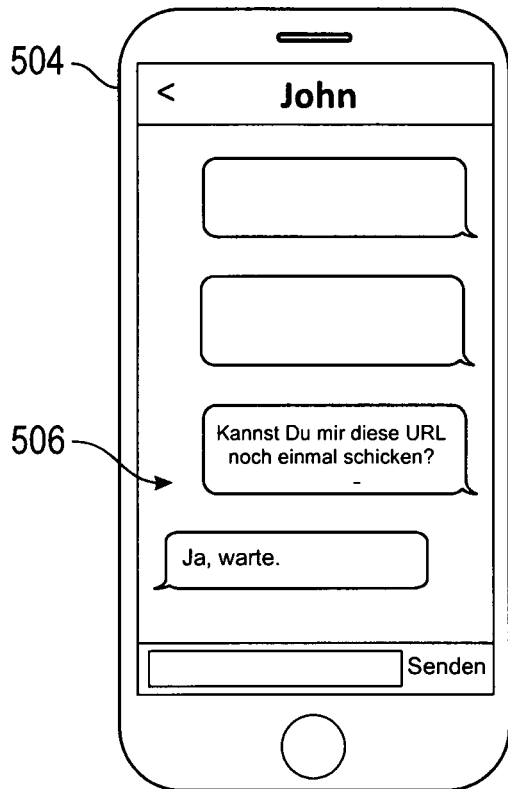 504
< John
Kannst Du mir diese URL
noch einmal schicken?
506
Ja, warte.
Senden